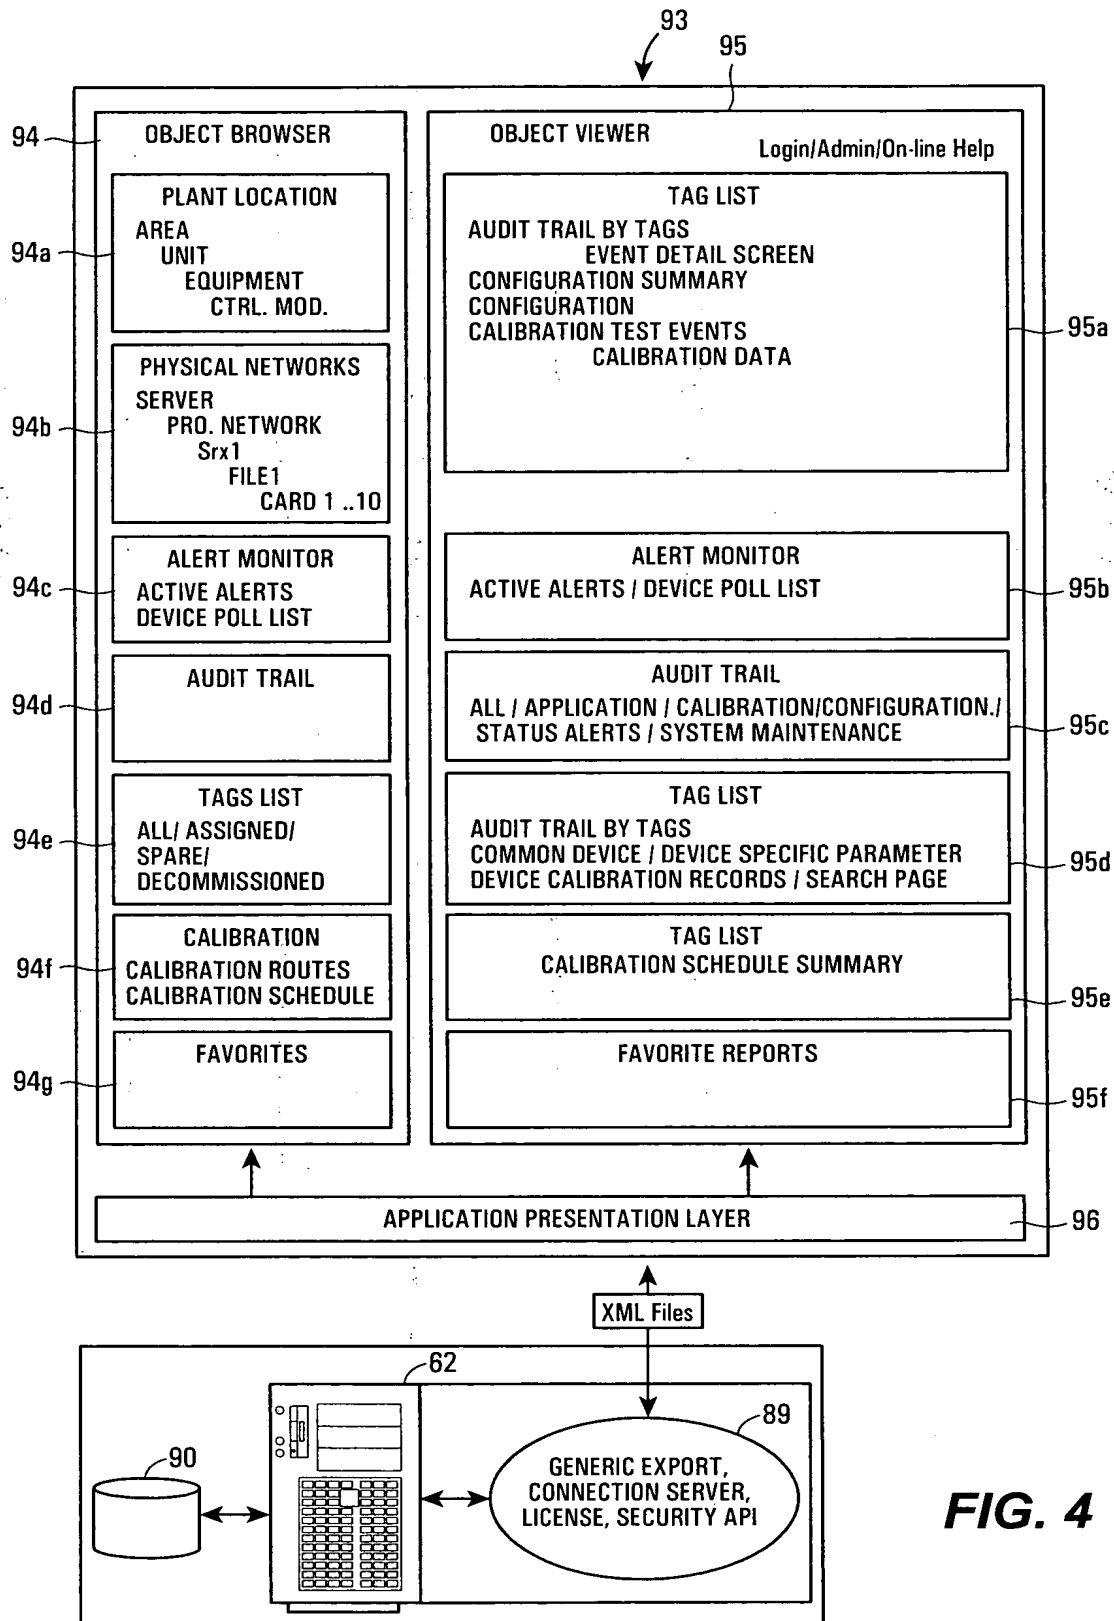 93
95
94
OBJECT BROWSER
94a
PLANT LOCATION
AREA
UNIT
EQUIPMENT
CTRL. MOD.
94b
PHYSICAL NETWORKS
SERVER
PRO. NETWORK
Srx1
FILE1
CARD 1 ..10
94c
ALERT MONITOR
ACTIVE ALERTS
DEVICE POLL LIST
94d
AUDIT TRAIL
94e
TAGS LIST
ALL/ ASSIGNED/
SPARE/
DECOMMISSIONED
94f
CALIBRATION
CALIBRATION ROUTES
CALIBRATION SCHEDULE
94g
FAVORITES
OBJECT VIEWER
Login/Admin/On-line Help
TAG LIST
AUDIT TRAIL BY TAGS
EVENT DETAIL SCREEN
CONFIGURATION SUMMARY
CONFIGURATION
CALIBRATION TEST EVENTS
CALIBRATION DATA
95a
ALERT MONITOR
ACTIVE ALERTS / DEVICE POLL LIST
95b
AUDIT TRAIL
ALL / APPLICATION / CALIBRATION/CONFIGURATION./
STATUS ALERTS / SYSTEM MAINTENANCE
95c
TAG LIST
AUDIT TRAIL BY TAGS
COMMON DEVICE / DEVICE SPECIFIC PARAMETER
DEVICE CALIBRATION RECORDS / SEARCH PAGE
95d
TAG LIST
CALIBRATION SCHEDULE SUMMARY
95e
FAVORITE REPORTS
95f
APPLICATION PRESENTATION LAYER
96
XML Files
62
89
90
GENERIC EXPORT,
CONNECTION SERVER,
LICENSE, SECURITY API
FIG. 4